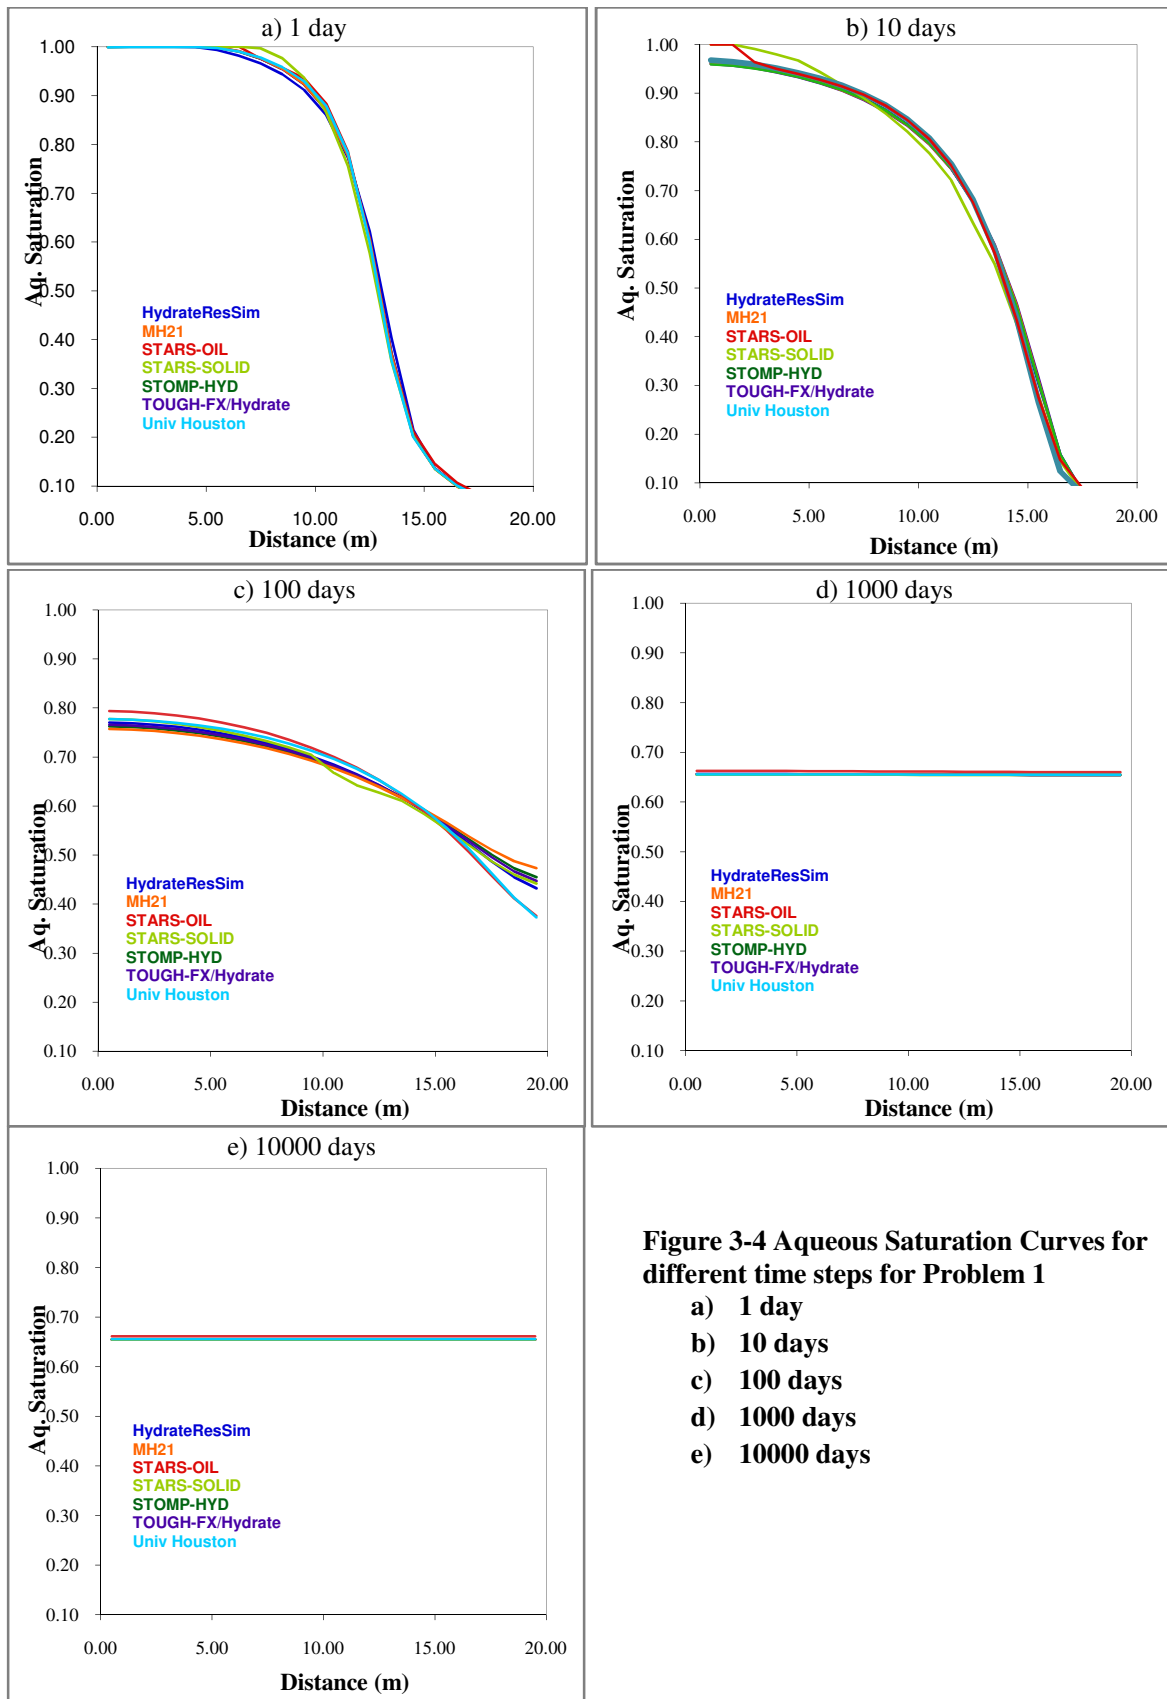 a) 1 day
1.00
0.90
0.80
0.70
0.60
0.50
0.40
0.30
0.20
0.10
Aq. Saturation
HydrateResSim
MH21
STARS-OIL
STARS-SOLID
STOMP-HYD
TOUGH-FX/Hydrate
Univ Houston
0.00 5.00 10.00 15.00 20.00
Distance (m)
b) 10 days
1.00
0.90
0.80
0.70
0.60
0.50
0.40
0.30
0.20
0.10
Aq. Saturation
HydrateResSim
MH21
STARS-OIL
STARS-SOLID
STOMP-HYD
TOUGH-FX/Hydrate
Univ Houston
0.00 5.00 10.00 15.00 20.00
Distance (m)
c) 100 days
1.00
0.90
0.80
0.70
0.60
0.50
0.40
0.30
0.20
0.10
Aq. Saturation
HydrateResSim
MH21
STARS-OIL
STARS-SOLID
STOMP-HYD
TOUGH-FX/Hydrate
Univ Houston
0.00 5.00 10.00 15.00 20.00
Distance (m)
d) 1000 days
1.00
0.90
0.80
0.70
0.60
0.50
0.40
0.30
0.20
0.10
Aq. Saturation
HydrateResSim
MH21
STARS-OIL
STARS-SOLID
STOMP-HYD
TOUGH-FX/Hydrate
Univ Houston
0.00 5.00 10.00 15.00 20.00
Distance (m)
e) 10000 days
1.00
0.90
0.80
0.70
0.60
0.50
0.40
0.30
0.20
0.10
Aq. Saturation
HydrateResSim
MH21
STARS-OIL
STARS-SOLID
STOMP-HYD
TOUGH-FX/Hydrate
Univ Houston
0.00 5.00 10.00 15.00 20.00
Distance (m)
Figure 3-4 Aqueous Saturation Curves for
different time steps for Problem 1
a) 1 day
b) 10 days
c) 100 days
d) 1000 days
e) 10000 days